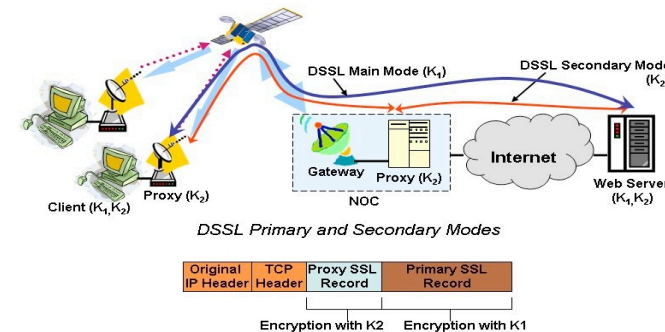 DSSL Main Mode (K1)
DSSL Secondary Mode
(K2
Gateway
Proxy (K2)
NOC
Internet
Web Server
(K1,K2)
Proxy (K2)
Client (K1,K2)
DSSL Primary and Secondary Modes
Original
IP Header
TCP
Header
Proxy SSL
Record
Primary SSL
Record
Encryption with K2
Encryption with K1